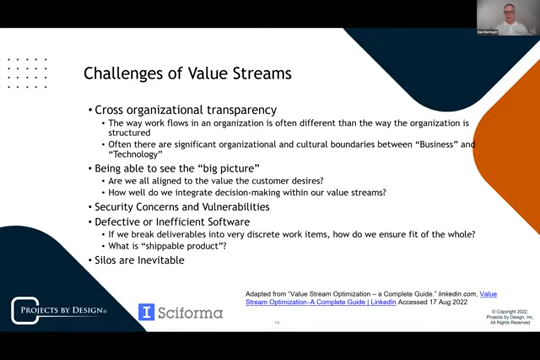 Challenges of Value Streams
• Cross organizational transparency
• The way work flows in an organization is often different than the way the organization is
structured
• Often there are significant organizational and cultural boundaries between “Business” and
“Technology”
• Being able to see the “big picture”
• Are we all aligned to the value the customer desires?
• How well do we integrate decision-making within our value streams?
• Security Concerns and Vulnerabilities
• Defective or Inefficient Software
• If we break deliverables into very discrete work items, how do we ensure fit of the whole?
• What is “shippable product”?
• Silos are Inevitable
Adapted from “Value Stream Optimization – a Complete Guide.” linkedin.com, Value
Stream Optimization- A Complete Guide | LinkedIn Accessed 17 Aug 2022
PROJECTS BY DESIGN®
Sciforma
© Copyright 2022,
Projects by Design, Inc,
All Rights Reserved